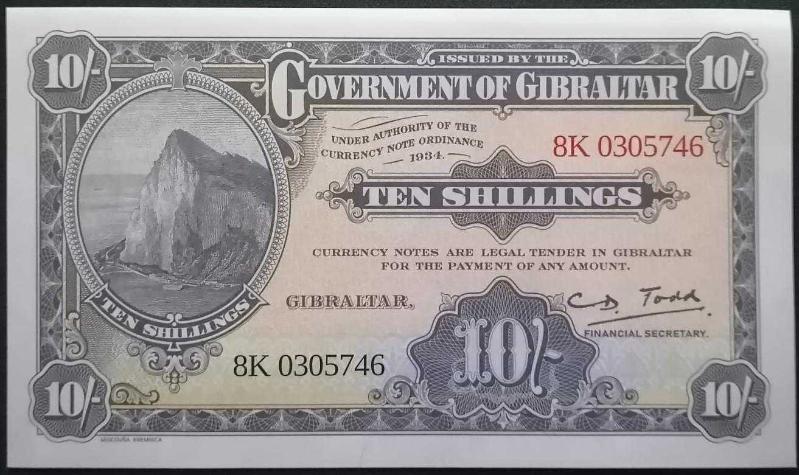 10/-
10/-
ISSUED BY THE
GOVERNMENT OF GIBRALTAR
UNDER AUTHORITY OF THE
CURRENCY NOTE ORDINANCE
1934.
8K 0305746
TEN SHILLINGS
CURRENCY NOTES ARE LEGAL TENDER IN GIBRALTAR
FOR THE PAYMENT OF ANY AMOUNT.
GIBRALTAR,
C D. Todd
FINANCIAL SECRETARY.
TEN SHILLINGS
10/-
8K 0305746
10/-
10/-